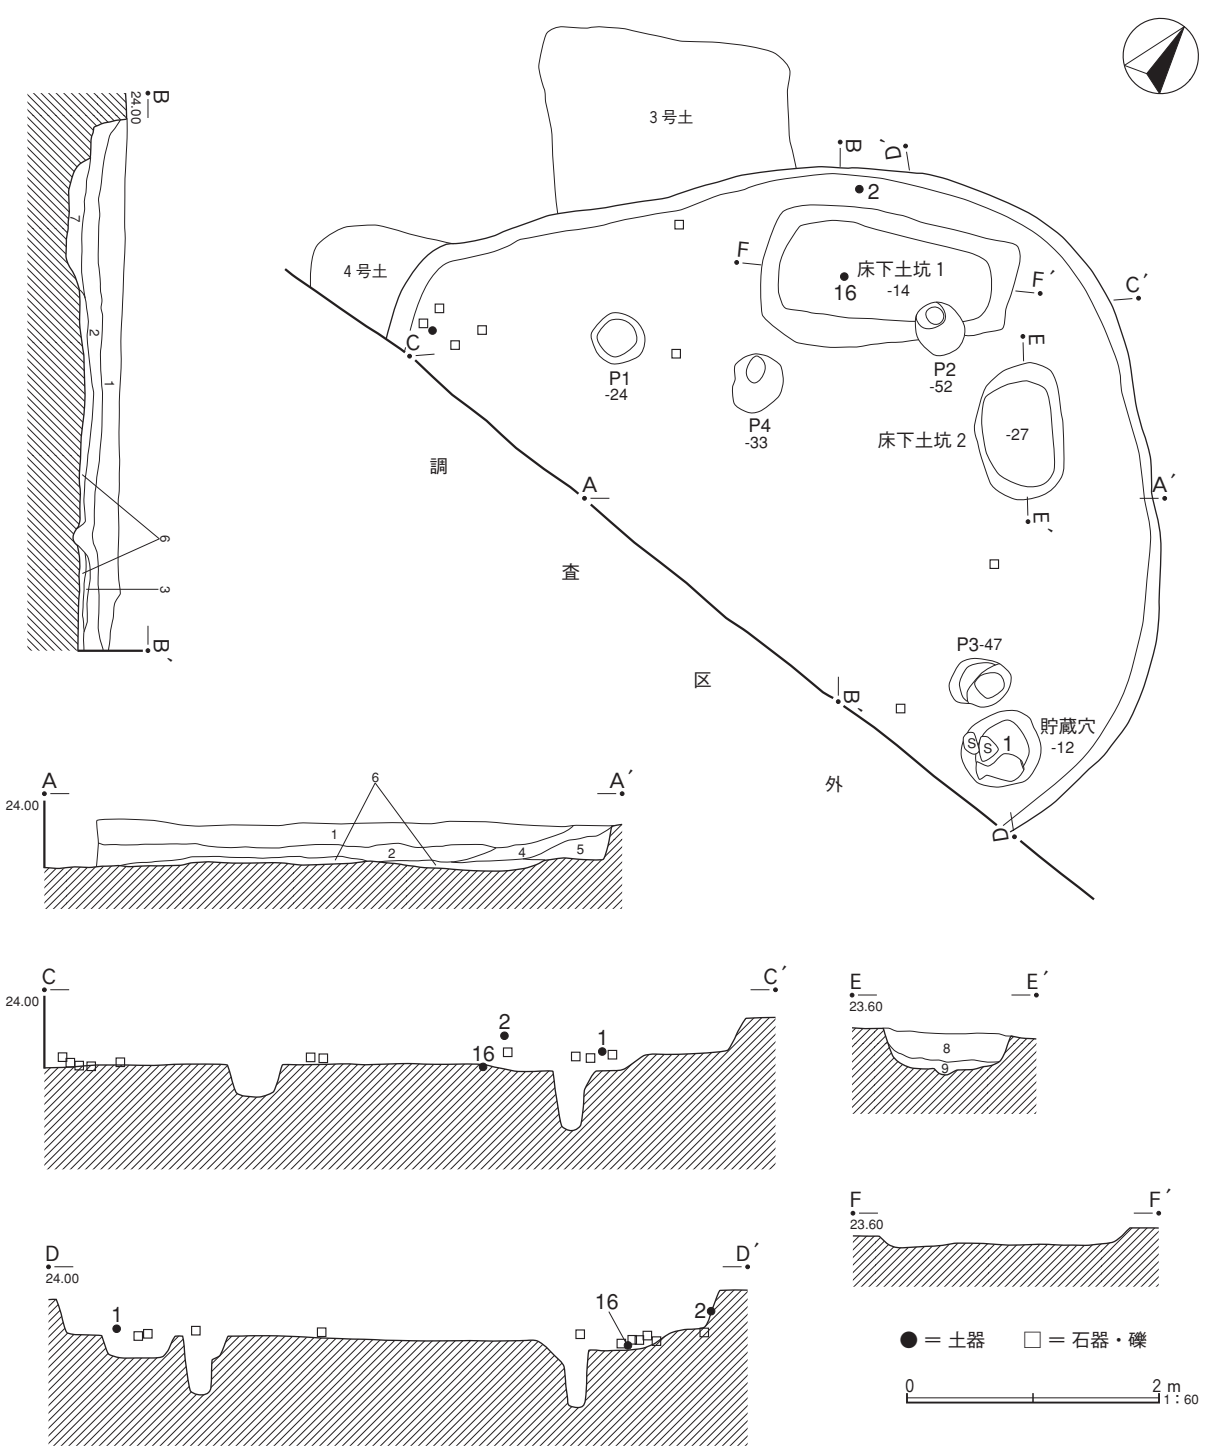 3号土
B
D′
2
4号土
F
床下土坑1
16
-14
F′
C′
C
P1
-24
P4
-33
P2
-52
E
床下土坑2
-27
A
A′
E′
調
査
区
外
P3-47
B′
貯蔵穴
-12
S
S
1
D
B
24.00
7
2
1
6
3
B′
A
A′
24.00
6
1
2
4
5
C
C′
24.00
2
16
1
E
E′
23.60
8
9
D
D′
24.00
1
16
2
F
F′
23.60
● = 土器 □ = 石器・礫
0 2 m
1:60